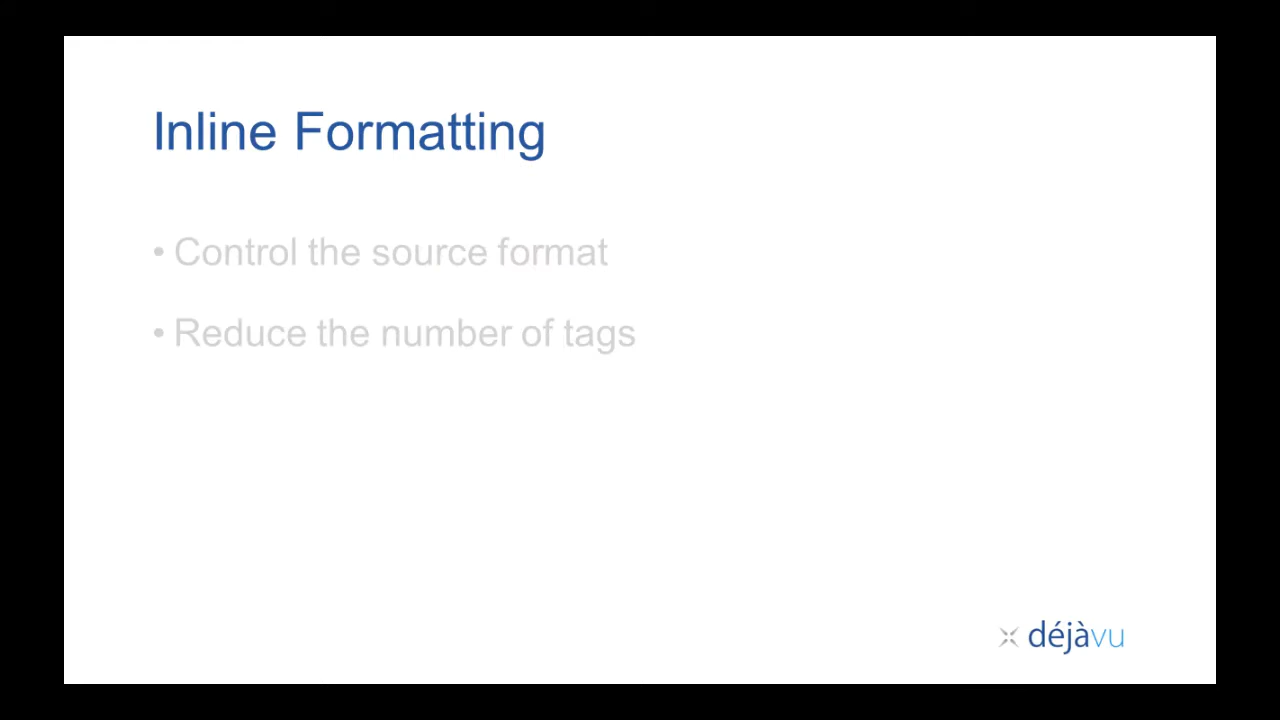 Inline Formatting
• Control the source format
• Reduce the number of tags
déjàvu